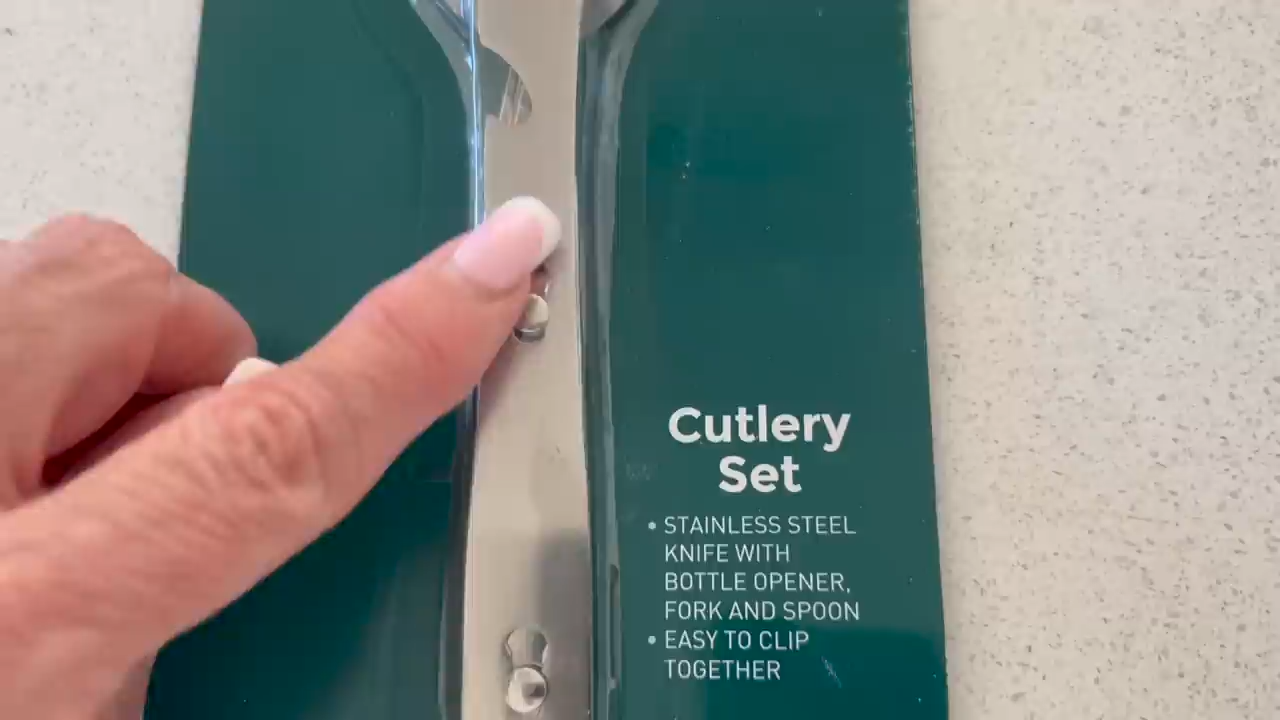 Cutlery
Set
• STAINLESS STEEL
KNIFE WITH
BOTTLE OPENER,
FORK AND SPOON
• EASY TO CLIP
TOGETHER